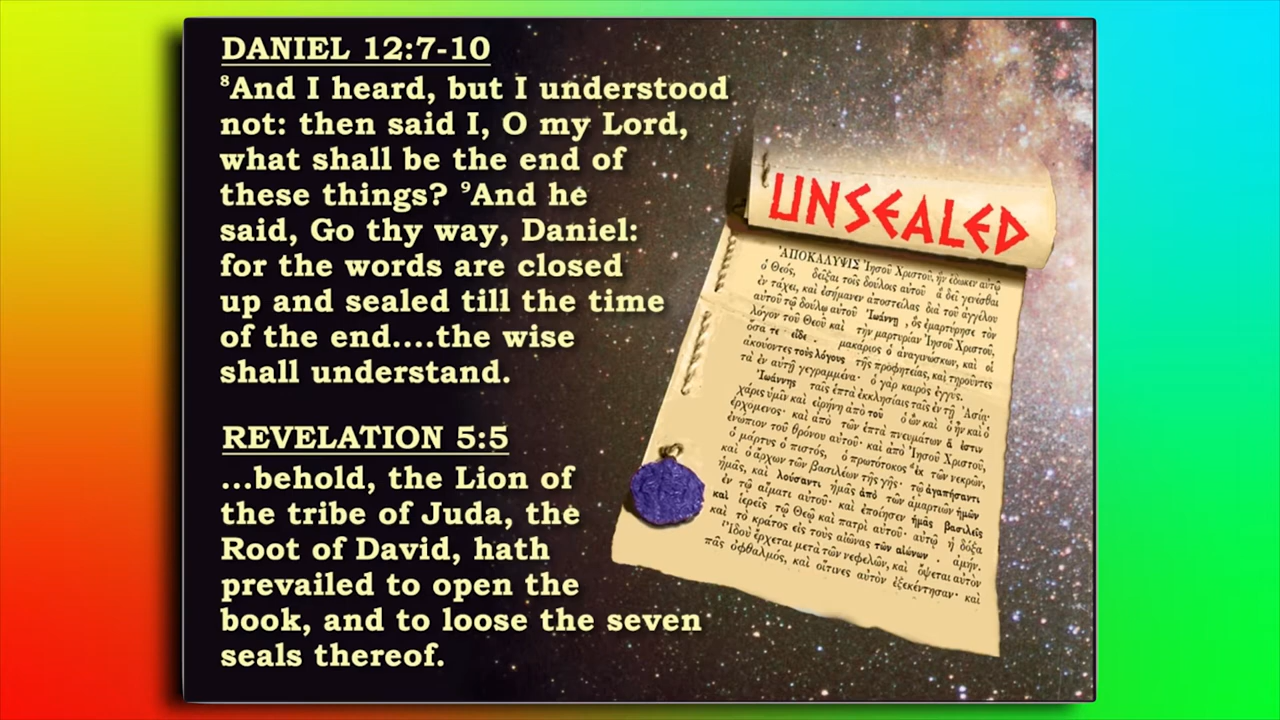 DANIEL 12:7-10
⁸And I heard, but I understood
not: then said I, O my Lord,
what shall be the end of
these things? ⁹And he
said, Go thy way, Daniel:
for the words are closed
up and sealed till the time
of the end....the wise
shall understand.
REVELATION 5:5
...behold, the Lion of
the tribe of Juda, the
Root of David, hath
prevailed to open the
book, and to loose the seven
seals thereof.
UNSEALED
ἈΠΟΚΑΛΥΨΙΣ Ἰησοῦ Χριστοῦ, ἣν ἔδωκεν αὐτῷ
ὁ Θεός, δεῖξαι τοῖς δούλοις αὐτοῦ ἃ δεῖ γενέσθαι
ἐν τάχει, καὶ ἐσήμανεν ἀποστείλας διὰ τοῦ ἀγγέλου
αὐτοῦ τῷ δούλῳ αὐτοῦ Ἰωάννῃ, ὃς ἐμαρτύρησε τὸν
λόγον τοῦ Θεοῦ καὶ τὴν μαρτυρίαν Ἰησοῦ Χριστοῦ,
ὅσα τε εἶδε. μακάριος ὁ ἀναγινώσκων, καὶ οἱ
ἀκούοντες τοὺς λόγους τῆς προφητείας, καὶ τηροῦντες
τὰ ἐν αὐτῇ γεγραμμένα· ὁ γὰρ καιρὸς ἐγγύς.
Ἰωάννης ταῖς ἑπτὰ ἐκκλησίαις ταῖς ἐν τῇ Ἀσίᾳ·
χάρις ὑμῖν καὶ εἰρήνη ἀπὸ τοῦ ὁ ὢν καὶ ὁ ἦν καὶ ὁ
ἐρχόμενος· καὶ ἀπὸ τῶν ἑπτὰ πνευμάτων ἅ ἐστιν
ἐνώπιον τοῦ θρόνου αὐτοῦ· καὶ ἀπὸ Ἰησοῦ Χριστοῦ,
ὁ μάρτυς ὁ πιστός, ὁ πρωτότοκος ἐκ τῶν νεκρῶν,
καὶ ὁ ἄρχων τῶν βασιλέων τῆς γῆς· τῷ ἀγαπήσαντι
ἡμᾶς, καὶ λούσαντι ἡμᾶς ἀπὸ τῶν ἁμαρτιῶν ἡμῶν
ἐν τῷ αἵματι αὐτοῦ· καὶ ἐποίησεν ἡμᾶς βασιλεῖς
καὶ ἱερεῖς τῷ Θεῷ καὶ πατρὶ αὐτοῦ· αὐτῷ ἡ δόξα
καὶ τὸ κράτος εἰς τοὺς αἰῶνας τῶν αἰώνων. ἀμήν.
Ἰδοὺ ἔρχεται μετὰ τῶν νεφελῶν, καὶ ὄψεται αὐτὸν
πᾶς ὀφθαλμός, καὶ οἵτινες αὐτὸν ἐξεκέντησαν· καὶ